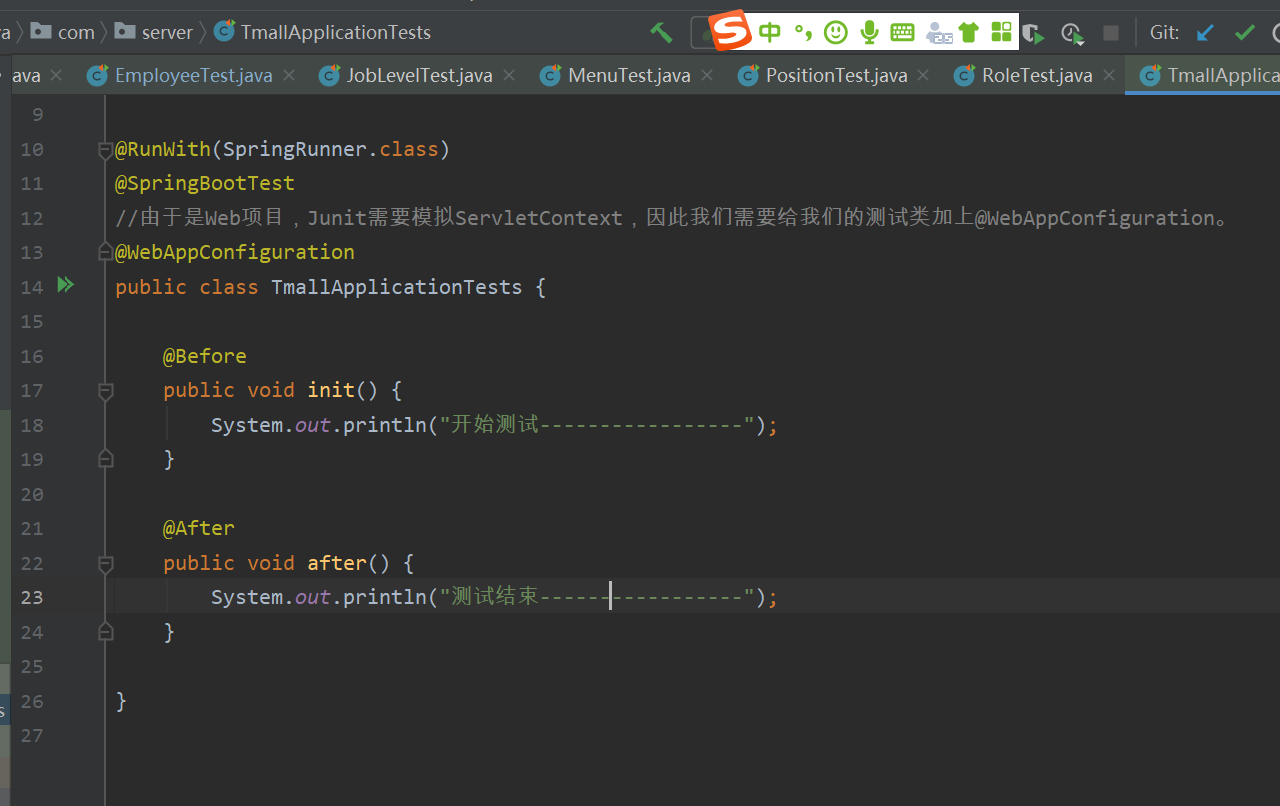 com server TmallApplicationTests 中 Git:
ava EmployeeTest.java JobLevelTest.java MenuTest.java PositionTest.java RoleTest.java TmallApplica
9
10 @RunWith(SpringRunner.class)
11 @SpringBootTest
12 //由于是Web项目，Junit需要模拟ServletContext，因此我们需要给我们的测试类加上@WebAppConfiguration。
13 @WebAppConfiguration
14 public class TmallApplicationTests {
15
16 @Before
17 public void init() {
18 System.out.println("开始测试-----------------");
19 }
20
21 @After
22 public void after() {
23 System.out.println("测试结束-----------------");
24 }
25
26 }
27